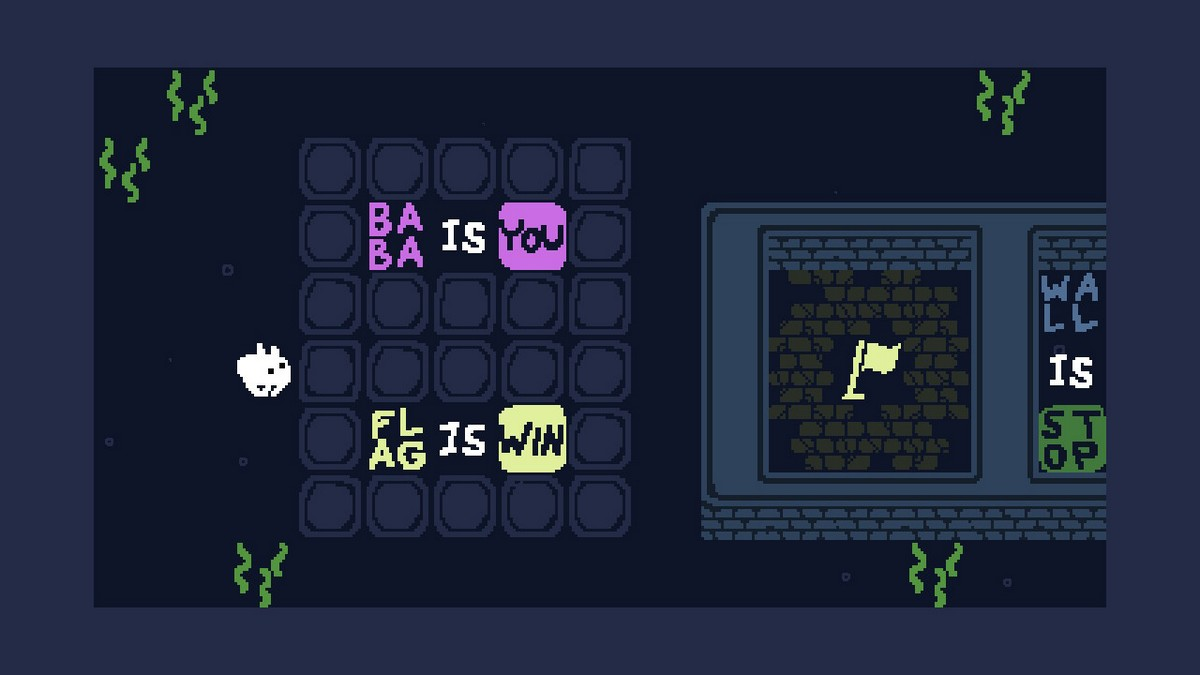 BABA IS YOU
FLAG IS WIN
WALL
IS
STOP